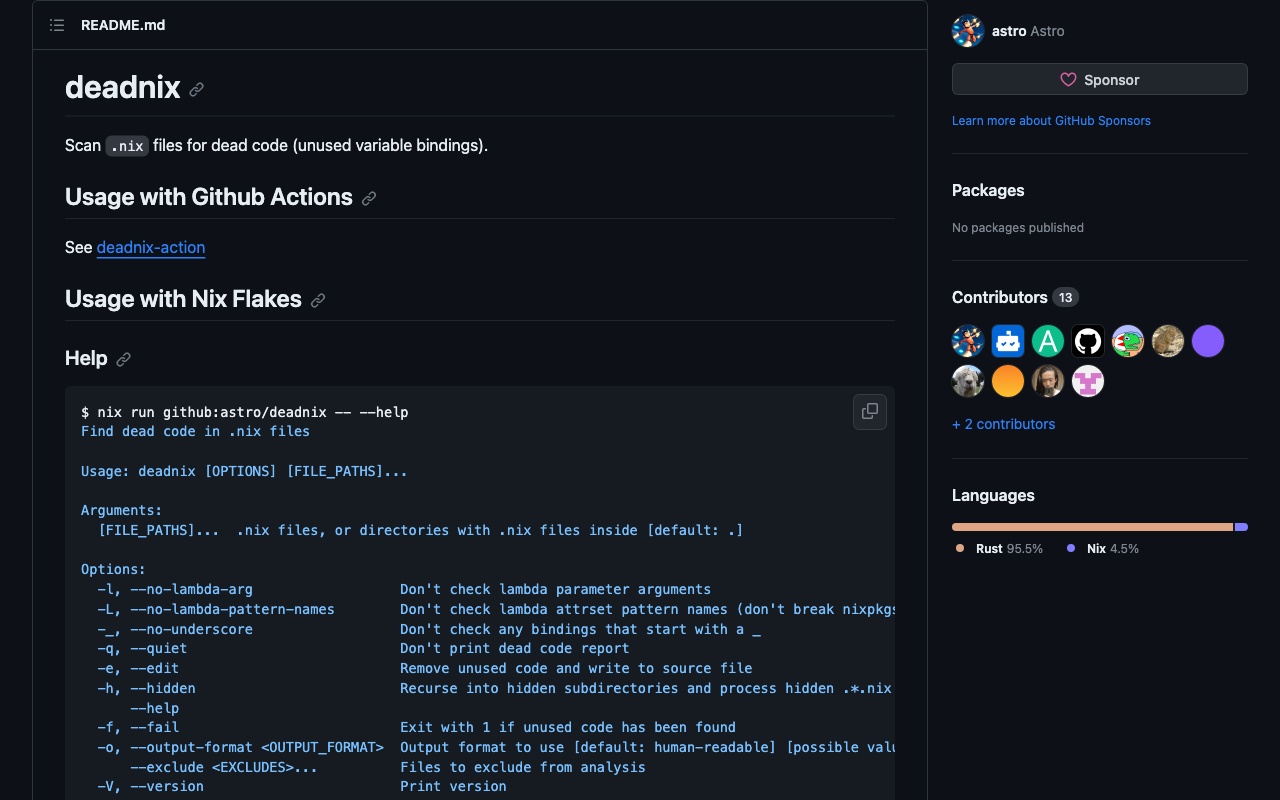 README.md
deadnix
Scan .nix files for dead code (unused variable bindings).
Usage with Github Actions
See deadnix-action
Usage with Nix Flakes
Help
$ nix run github:astro/deadnix -- --help
Find dead code in .nix files
Usage: deadnix [OPTIONS] [FILE_PATHS]...
Arguments:
[FILE_PATHS]...  .nix files, or directories with .nix files inside [default: .]
Options:
-l, --no-lambda-arg                  Don't check lambda parameter arguments
-L, --no-lambda-pattern-names        Don't check lambda attrset pattern names (don't break nixpkgs
-_, --no-underscore                  Don't check any bindings that start with a _
-q, --quiet                          Don't print dead code report
-e, --edit                           Remove unused code and write to source file
-h, --hidden                         Recurse into hidden subdirectories and process hidden .*.nix
--help
-f, --fail                           Exit with 1 if unused code has been found
-o, --output-format <OUTPUT_FORMAT>  Output format to use [default: human-readable] [possible valu
--exclude <EXCLUDES>...          Files to exclude from analysis
-V, --version                        Print version
astro Astro
Sponsor
Learn more about GitHub Sponsors
Packages
No packages published
Contributors 13
A
+ 2 contributors
Languages
Rust 95.5% Nix 4.5%